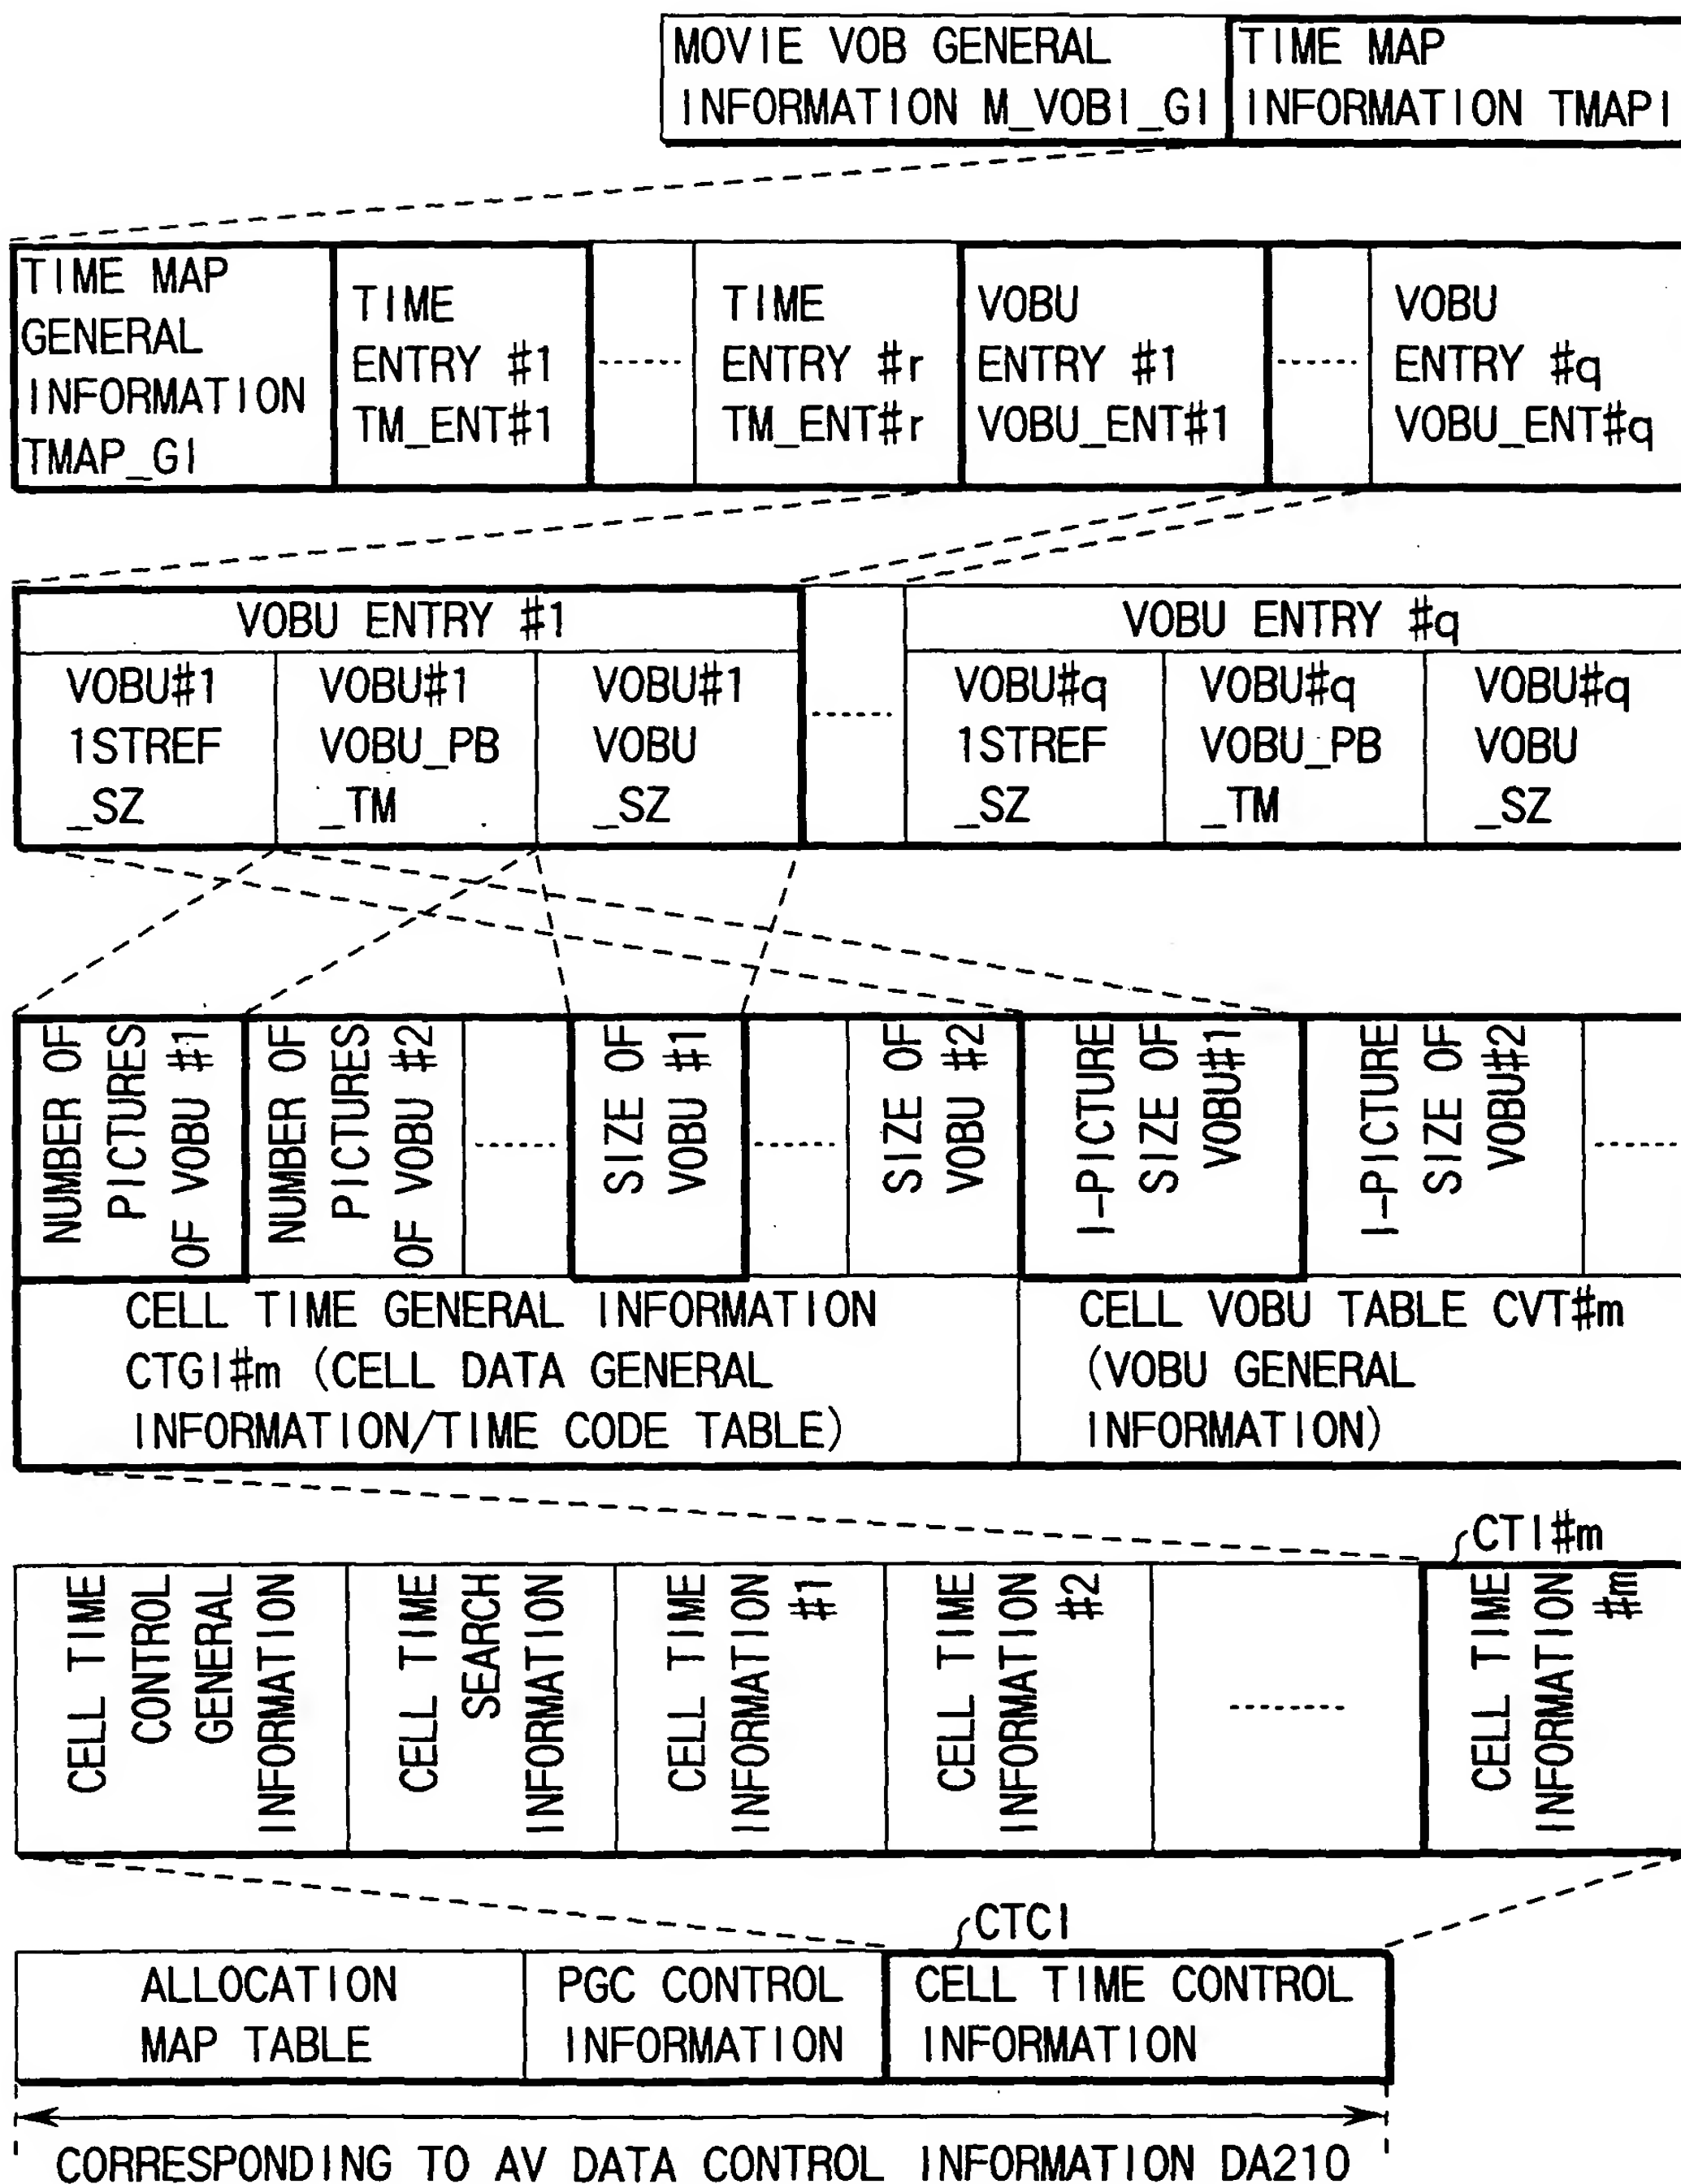 MOVIE VOB GENERAL
INFORMATION M_VOBI_GI
TIME MAP
INFORMATION TMAPI
TIME MAP
GENERAL
INFORMATION
TMAP_GI
TIME
ENTRY #1
TM_ENT#1
TIME
ENTRY #r
TM_ENT#r
VOBU
ENTRY #1
VOBU_ENT#1
VOBU
ENTRY #q
VOBU_ENT#q
VOBU ENTRY #1
VOBU#1
1STREF
_SZ
VOBU#1
VOBU_PB
_TM
VOBU#1
VOBU
_SZ
VOBU ENTRY #q
VOBU#q
1STREF
_SZ
VOBU#q
VOBU_PB
_TM
VOBU#q
VOBU
_SZ
NUMBER OF
PICTURES
OF VOBU #1
NUMBER OF
PICTURES
OF VOBU #2
SIZE OF
VOBU #1
SIZE OF
VOBU #2
I-PICTURE
SIZE OF
VOBU#1
I-PICTURE
SIZE OF
VOBU#2
CELL TIME GENERAL INFORMATION
CTGI#m (CELL DATA GENERAL
INFORMATION/TIME CODE TABLE)
CELL VOBU TABLE CVT#m
(VOBU GENERAL
INFORMATION)
CTI#m
CELL TIME
CONTROL
GENERAL
INFORMATION
CELL TIME
SEARCH
INFORMATION
CELL TIME
INFORMATION
#1
CELL TIME
INFORMATION
#2
CELL TIME
INFORMATION
#m
CTCI
ALLOCATION
MAP TABLE
PGC CONTROL
INFORMATION
CELL TIME CONTROL
INFORMATION
CORRESPONDING TO AV DATA CONTROL INFORMATION DA210